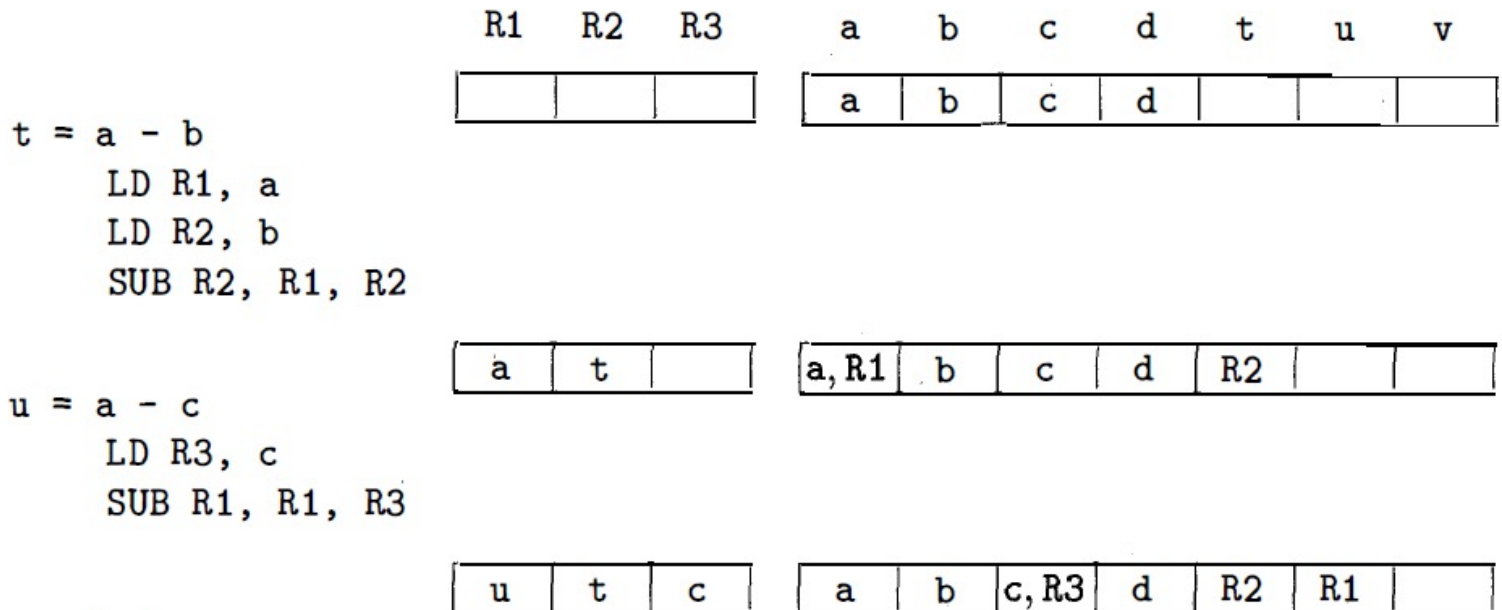 R1 R2 R3 a b c d t u v
a b c d
t = a - b
LD R1, a
LD R2, b
SUB R2, R1, R2
a t a, R1 b c d R2
u = a - c
LD R3, c
SUB R1, R1, R3
u t c a b c, R3 d R2 R1